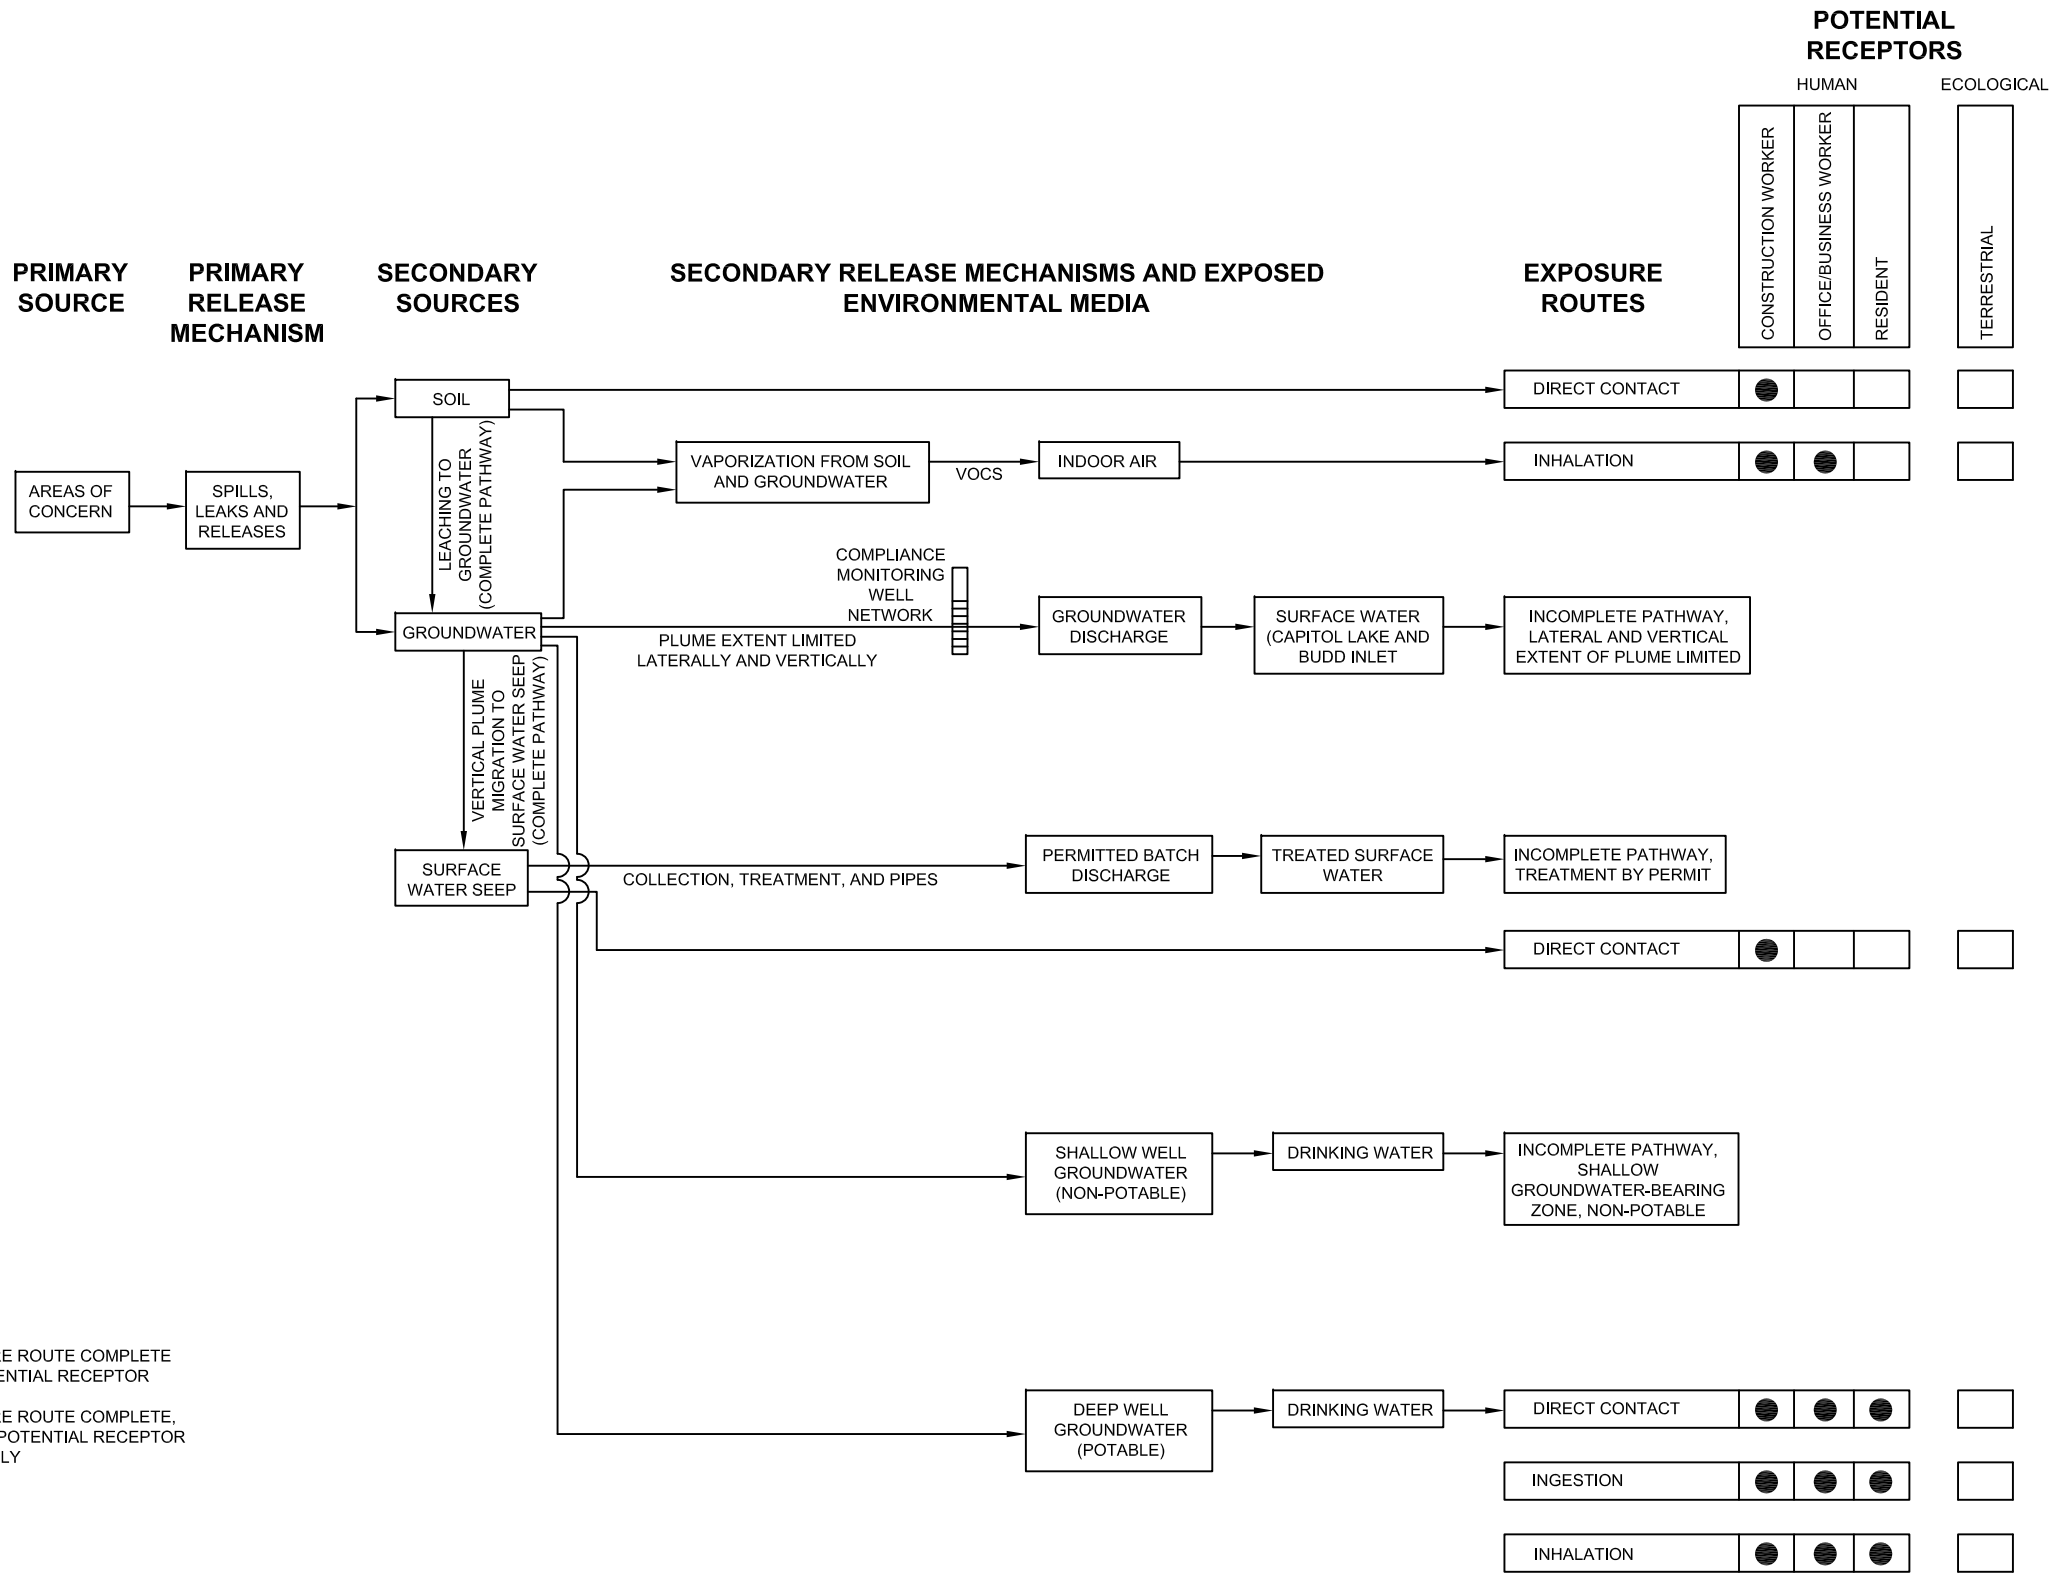 POTENTIAL
RECEPTORS
HUMAN
ECOLOGICAL
CONSTRUCTION WORKER
OFFICE/BUSINESS WORKER
RESIDENT
TERRESTRIAL
PRIMARY
SOURCE
PRIMARY
RELEASE
MECHANISM
SECONDARY
SOURCES
SECONDARY RELEASE MECHANISMS AND EXPOSED
ENVIRONMENTAL MEDIA
EXPOSURE
ROUTES
AREAS OF
CONCERN
SPILLS,
LEAKS AND
RELEASES
SOIL
LEACHING TO
GROUNDWATER
(COMPLETE PATHWAY)
DIRECT CONTACT
VAPORIZATION FROM SOIL
AND GROUNDWATER
VOCS
INDOOR AIR
INHALATION
GROUNDWATER
COMPLIANCE
MONITORING
WELL
NETWORK
PLUME EXTENT LIMITED
LATERALLY AND VERTICALLY
GROUNDWATER
DISCHARGE
SURFACE WATER
(CAPITOL LAKE AND
BUDD INLET
INCOMPLETE PATHWAY,
LATERAL AND VERTICAL
EXTENT OF PLUME LIMITED
VERTICAL PLUME
MIGRATION TO
SURFACE WATER SEEP
(COMPLETE PATHWAY)
SURFACE
WATER SEEP
COLLECTION, TREATMENT, AND PIPES
PERMITTED BATCH
DISCHARGE
TREATED SURFACE
WATER
INCOMPLETE PATHWAY,
TREATMENT BY PERMIT
DIRECT CONTACT
SHALLOW WELL
GROUNDWATER
(NON-POTABLE)
DRINKING WATER
INCOMPLETE PATHWAY,
SHALLOW
GROUNDWATER-BEARING
ZONE, NON-POTABLE
DEEP WELL
GROUNDWATER
(POTABLE)
DRINKING WATER
DIRECT CONTACT
INGESTION
INHALATION
ROUTE COMPLETE
RECEPTOR
ROUTE COMPLETE,
POTENTIAL RECEPTOR